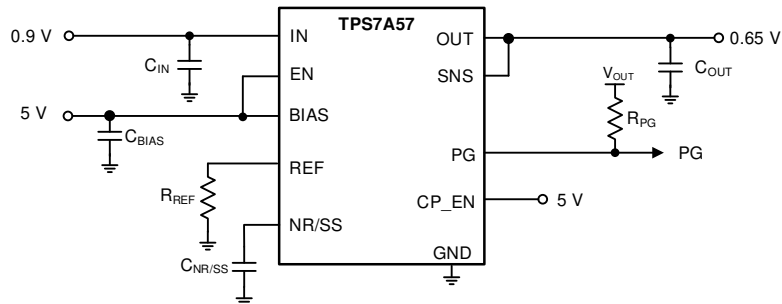 TPS7A57
0.9 V
IN
OUT
0.65 V
C_IN
EN
SNS
V_OUT
C_OUT
5 V
BIAS
R_PG
C_BIAS
PG
PG
REF
R_REF
CP_EN
5 V
NR/SS
C_NR/SS
GND